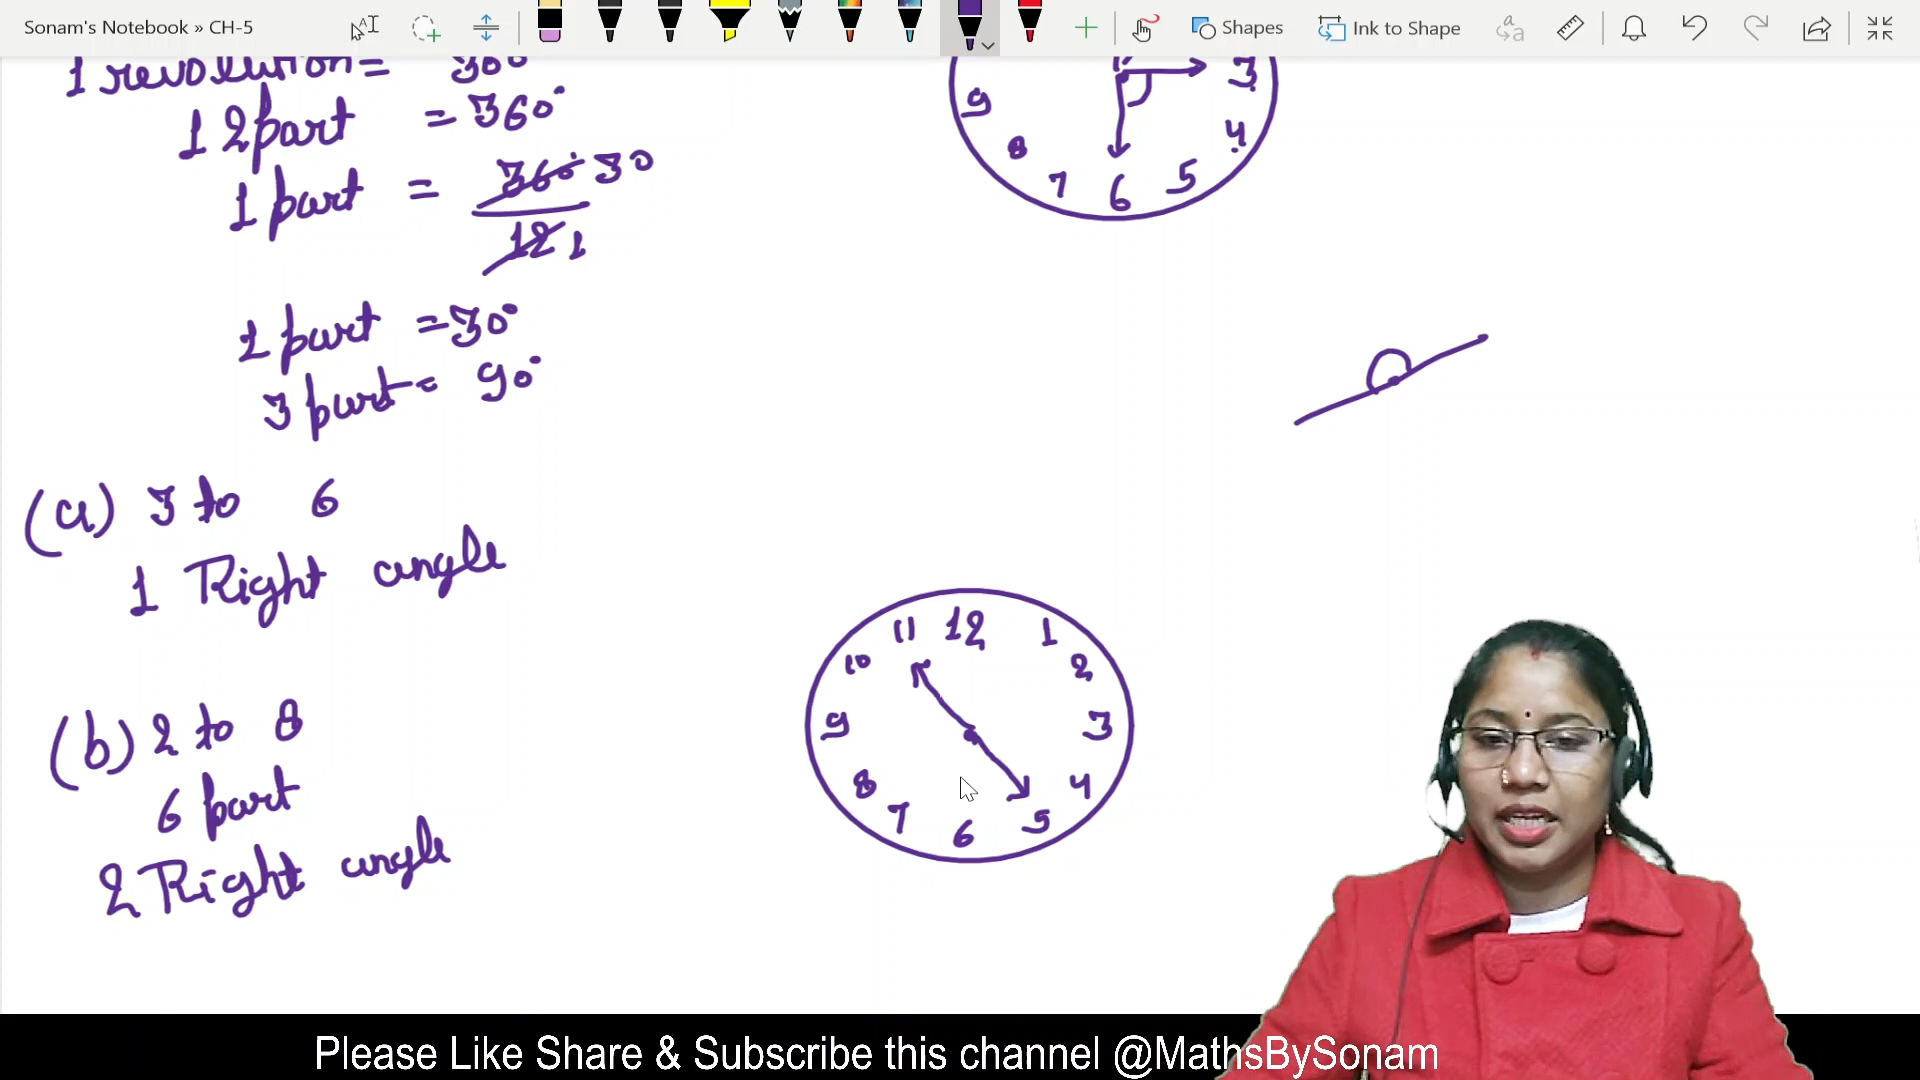 Sonam's Notebook » CH-5
Shapes
Ink to Shape
1 revolution = 360
12 part = 360°
1 part = 360° 30
12 1
1 part = 30°
3 part = 90°
(a) 3 to 6
1 Right angle
(b) 2 to 8
6 part
2 Right angle
3
4
5
6
7
8
9
12
1
2
3
4
5
6
7
8
9
10
11
Please Like Share & Subscribe this channel @MathsBySonam